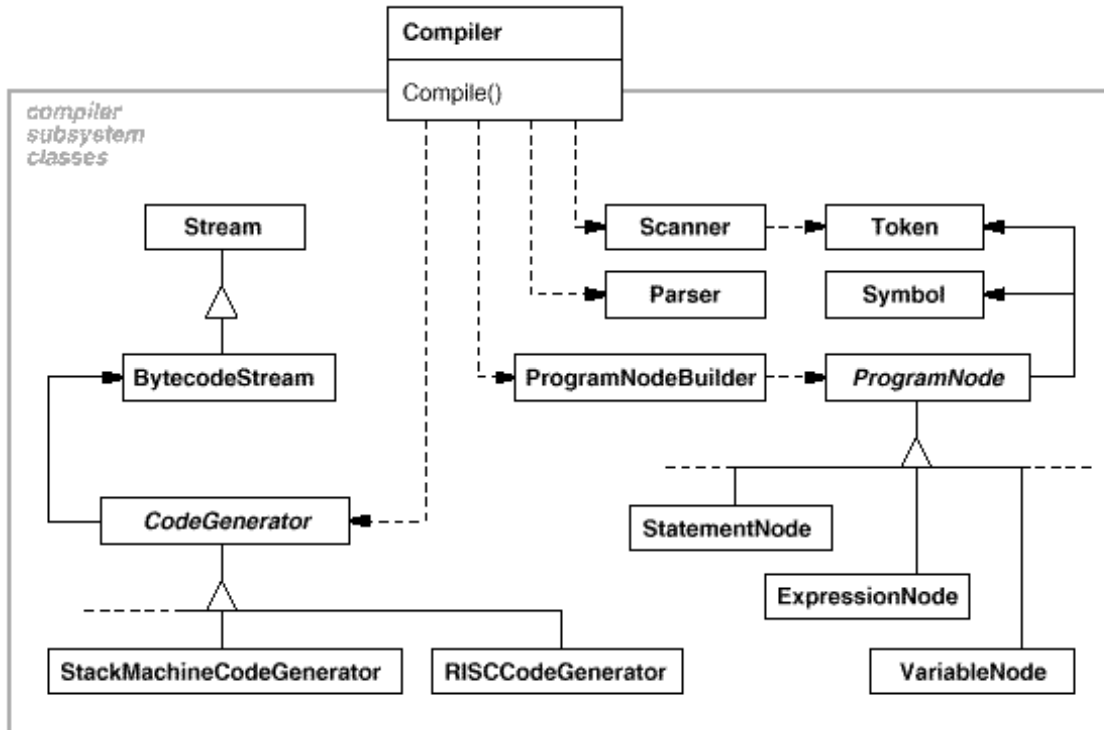 Compiler
Compile()
compiler
subsystem
classes
Stream
Scanner
Token
Parser
Symbol
BytecodeStream
ProgramNodeBuilder
ProgramNode
CodeGenerator
StatementNode
ExpressionNode
StackMachineCodeGenerator
RISCCodeGenerator
VariableNode